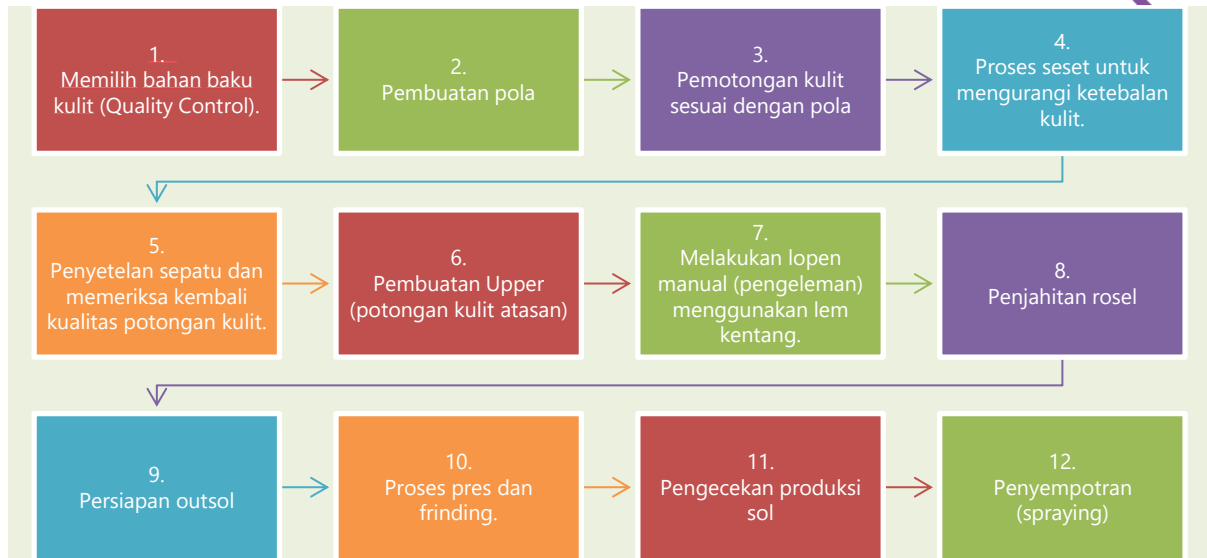 1.
Memilih bahan baku
kulit (Quality Control).
2.
Pembuatan pola
3.
Pemotongan kulit
sesuai dengan pola
4.
Proses seset untuk
mengurangi ketebalan
kulit.
5.
Penyetelan sepatu dan
memeriksa kembali
kualitas potongan kulit.
6.
Pembuatan Upper
(potongan kulit atasan)
7.
Melakukan lopen
manual (pengeleman)
menggunakan lem
kentang.
8.
Penjahitan rosel
9.
Persiapan outsol
10.
Proses pres dan
frinding.
11.
Pengecekan produksi
sol
12.
Penyempotran
(spraying)